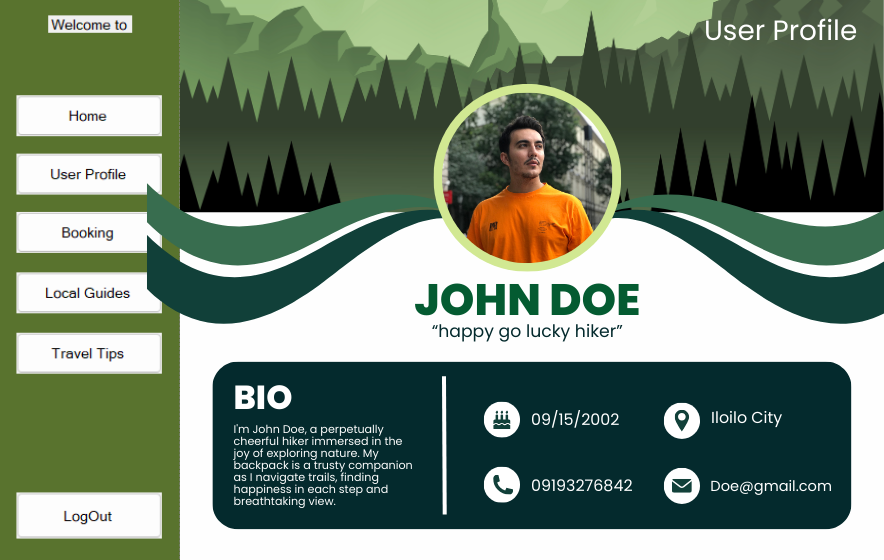 Welcome to
Home
User Profile
Booking
Local Guides
Travel Tips
LogOut
User Profile
JOHN DOE
“happy go lucky hiker”
BIO
I'm John Doe, a perpetually
cheerful hiker immersed in the
joy of exploring nature. My
backpack is a trusty companion
as I navigate trails, finding
happiness in each step and
breathtaking view.
09/15/2002
Iloilo City
09193276842
Doe@gmail.com